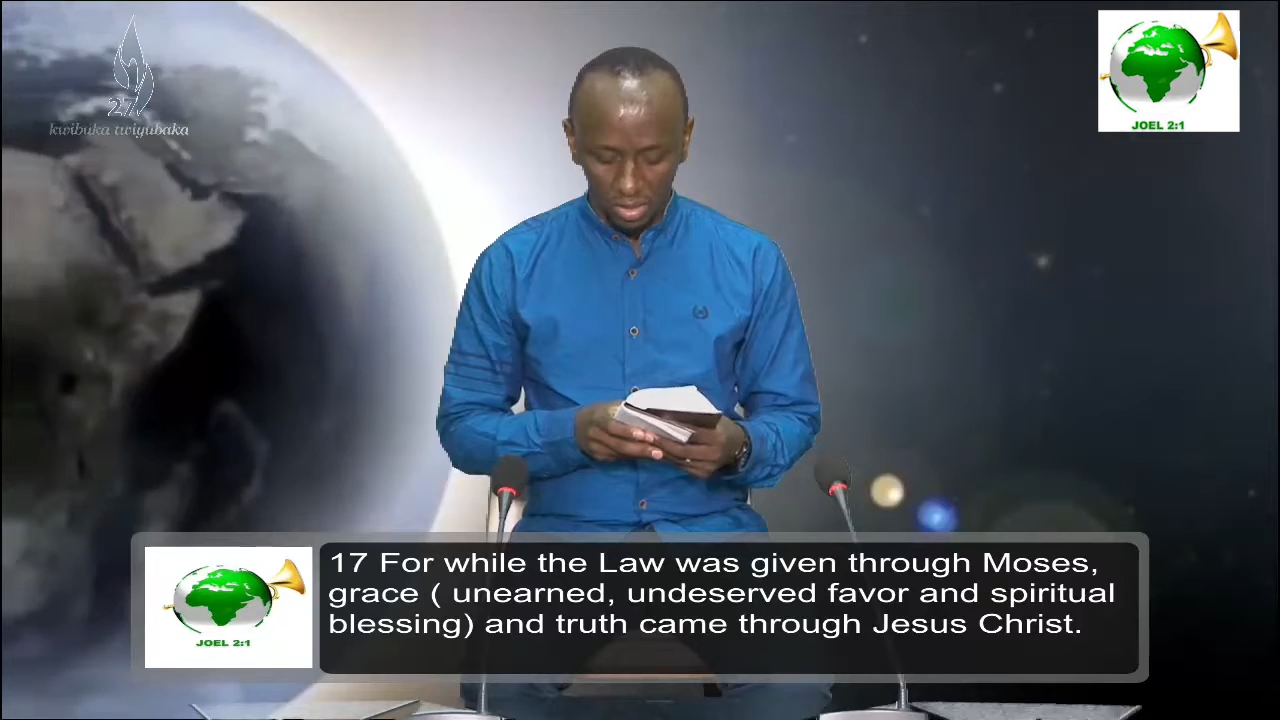 27
kwibuka twiyubaka
JOEL 2:1
17 For while the Law was given through Moses,
grace ( unearned, undeserved favor and spiritual
blessing) and truth came through Jesus Christ.
JOEL 2:1